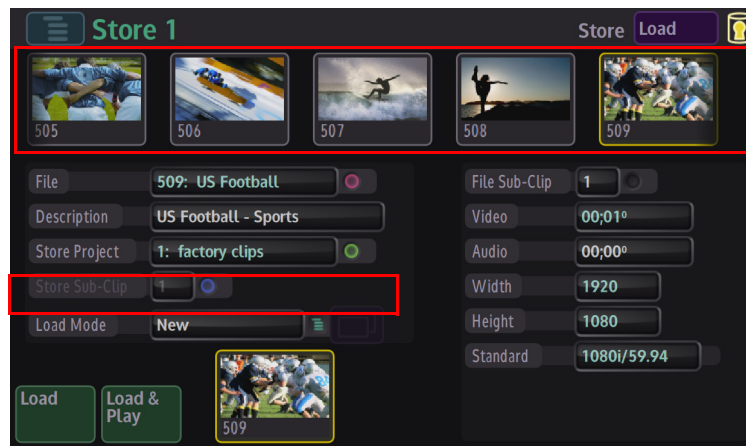 Store 1
Store Load
505
506
507
508
509
File 509: US Football
Description US Football - Sports
Store Project 1: factory clips
Store Sub-Clip 1
Load Mode New
File Sub-Clip 1
Video 00;01⁰
Audio 00;00⁰
Width 1920
Height 1080
Standard 1080i/59.94
Load
Load & Play
509